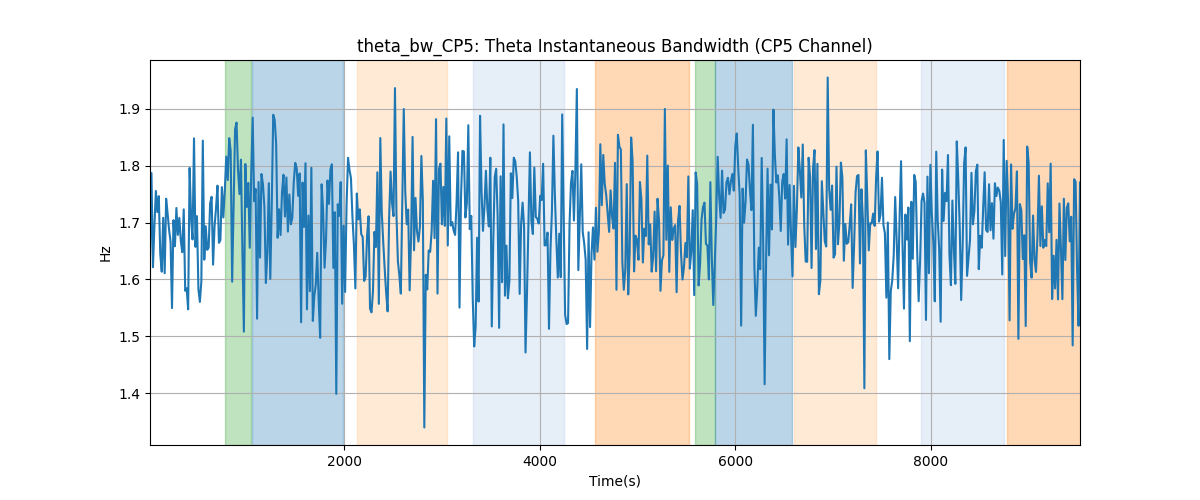 theta_bw_CP5: Theta Instantaneous Bandwidth (CP5 Channel)
Hz
1.9
1.8
1.7
1.6
1.5
1.4
2000 4000 6000 8000
Time(s)